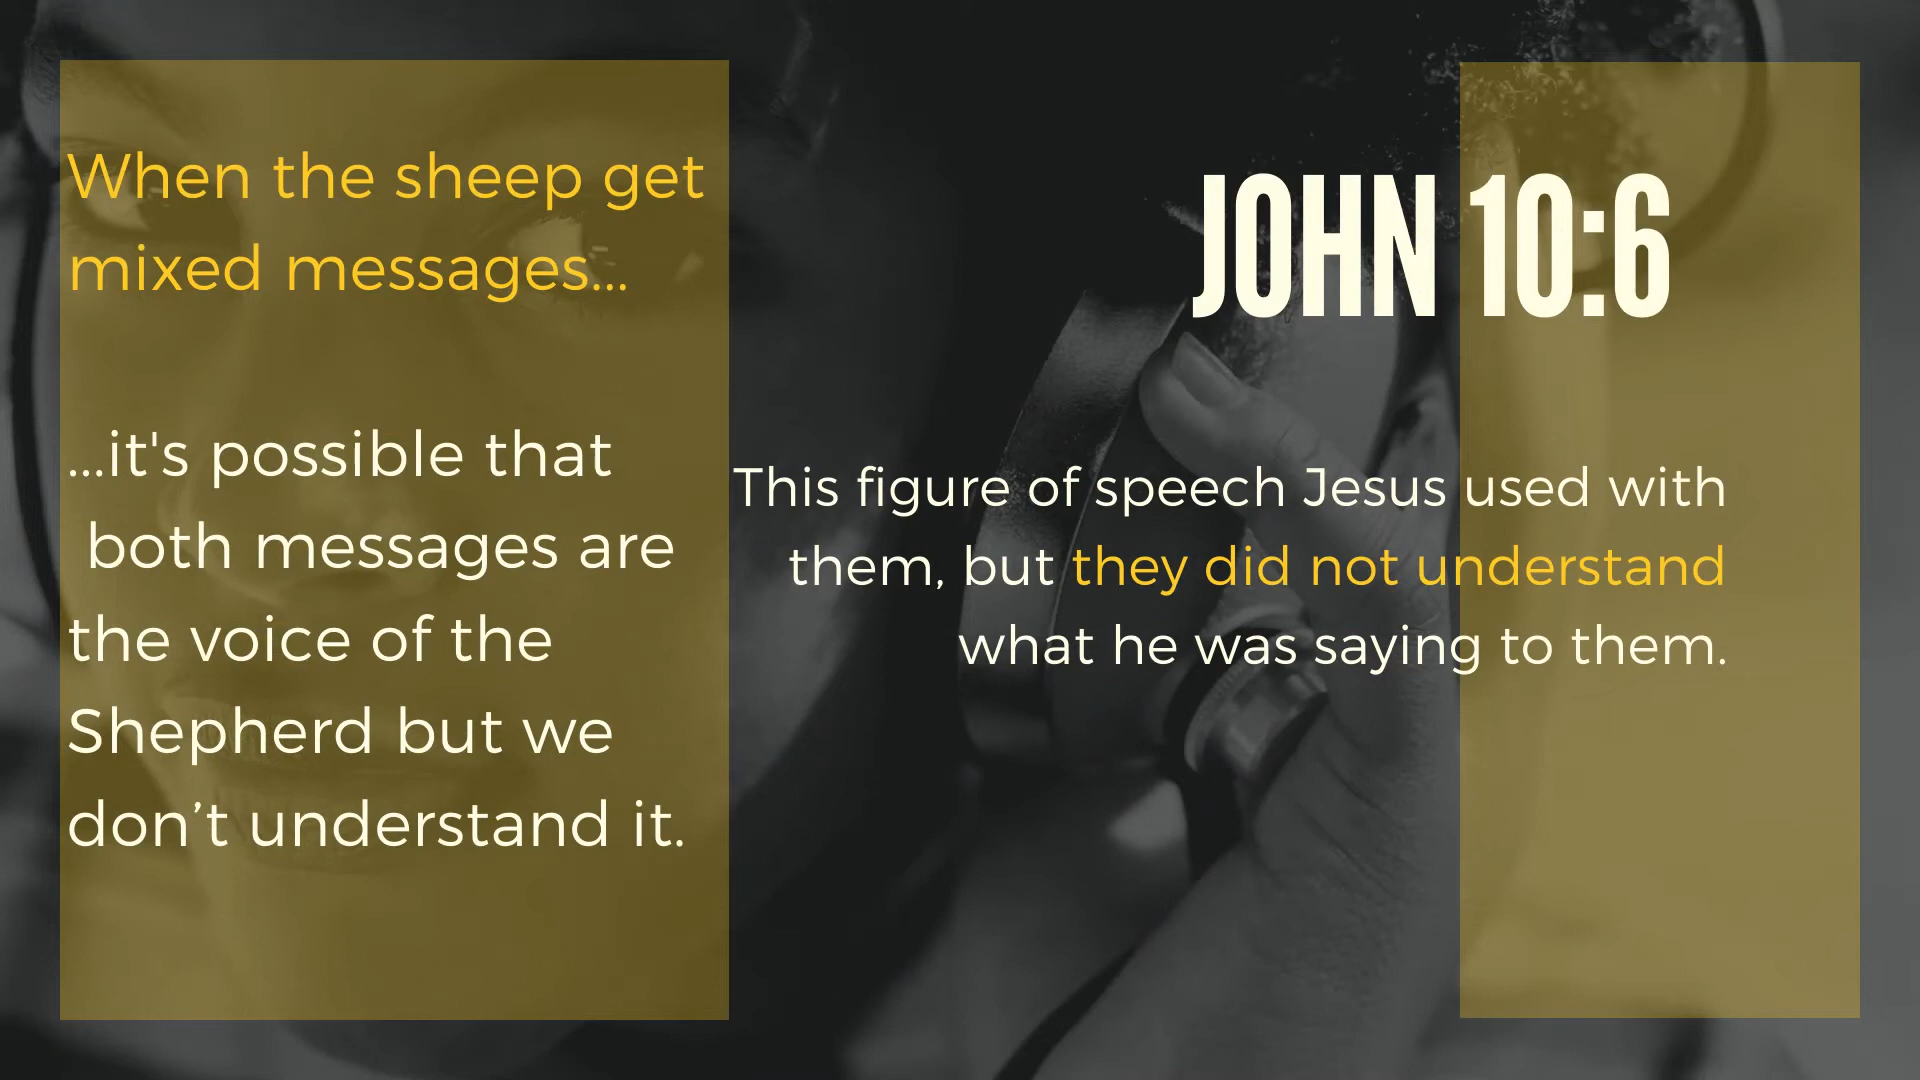 When the sheep get
mixed messages...
...it's possible that
both messages are
the voice of the
Shepherd but we
don’t understand it.
JOHN 10:6
This figure of speech Jesus used with
them, but they did not understand
what he was saying to them.